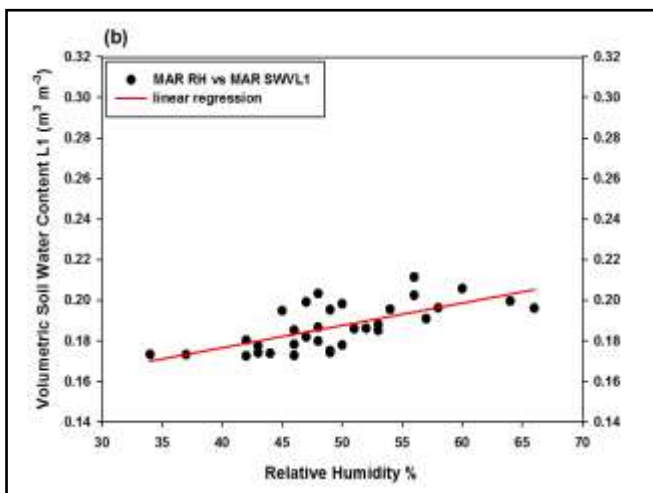 (b)
0.32 0.32
MAR RH vs MAR SWVL1
linear regression
0.30 0.30
0.28 0.28
0.26 0.26
0.24 0.24
0.22 0.22
0.20 0.20
0.18 0.18
0.16 0.16
0.14 0.14
Volumetric Soil Water Content L1 (m³ m⁻³)
30 35 40 45 50 55 60 65 70
Relative Humidity %